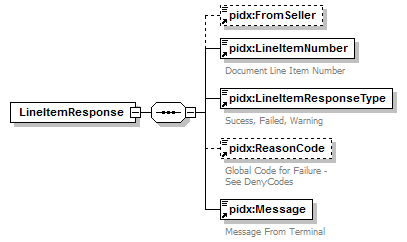 pidx:FromSeller
pidx:LineItemNumber
Document Line Item Number
pidx:LineItemResponseType
Sucess, Failed, Warning
LineItemResponse
pidx:ReasonCode
Global Code for Failure -
See DenyCodes
pidx:Message
Message From Terminal